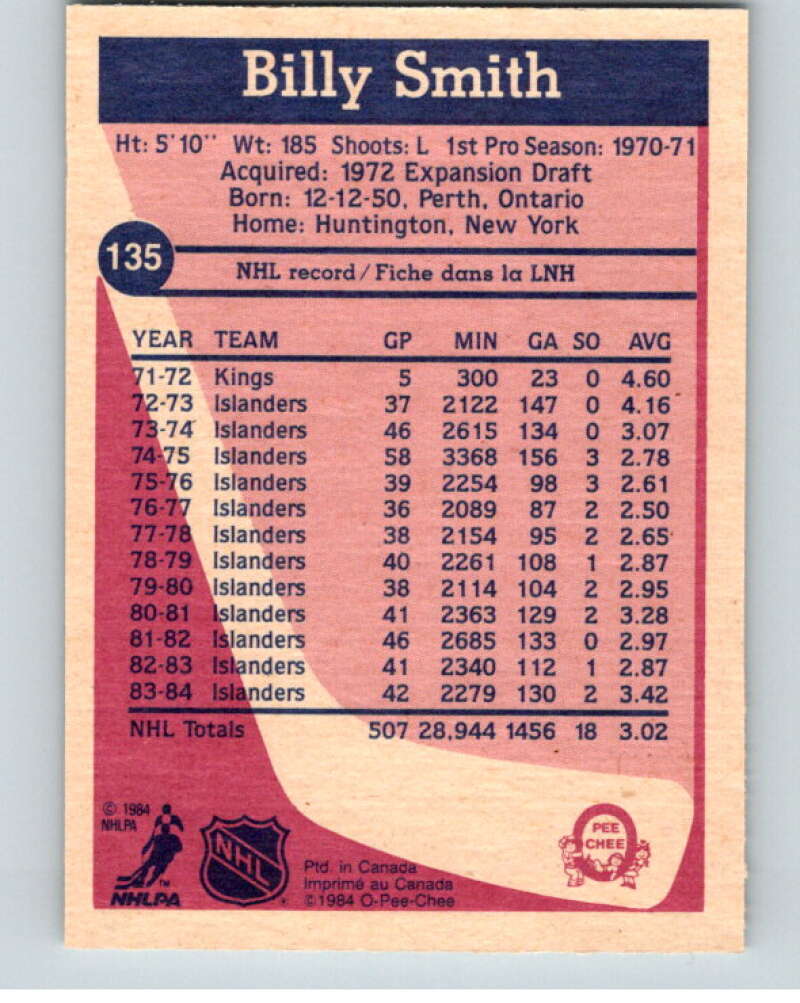 Billy Smith
Ht: 5'10" Wt: 185 Shoots: L 1st Pro Season: 1970-71
Acquired: 1972 Expansion Draft
Born: 12-12-50, Perth, Ontario
Home: Huntington, New York
135
NHL record/Fiche dans la LNH
YEAR TEAM GP MIN GA SO AVG
71-72 Kings 5 300 23 0 4.60
72-73 Islanders 37 2122 147 0 4.16
73-74 Islanders 46 2615 134 0 3.07
74-75 Islanders 58 3368 156 3 2.78
75-76 Islanders 39 2254 98 3 2.61
76-77 Islanders 36 2089 87 2 2.50
77-78 Islanders 38 2154 95 2 2.65
78-79 Islanders 40 2261 108 1 2.87
79-80 Islanders 38 2114 104 2 2.95
80-81 Islanders 41 2363 129 2 3.28
81-82 Islanders 46 2685 133 0 2.97
82-83 Islanders 41 2340 112 1 2.87
83-84 Islanders 42 2279 130 2 3.42
NHL Totals 507 28,944 1456 18 3.02
© 1984
NHLPA
TM
NHLPA
NHL
Ptd. in Canada
Imprimé au Canada
©1984 O-Pee-Chee
PEE
CHEE